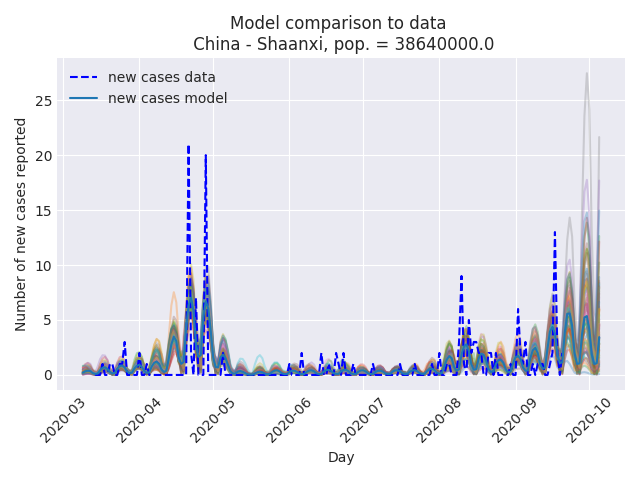 Model comparison to data
China - Shaanxi, pop. = 38640000.0
new cases data
new cases model
Number of new cases reported
25
20
15
10
5
0
2020-03
2020-04
2020-05
2020-06
2020-07
2020-08
2020-09
2020-10
Day